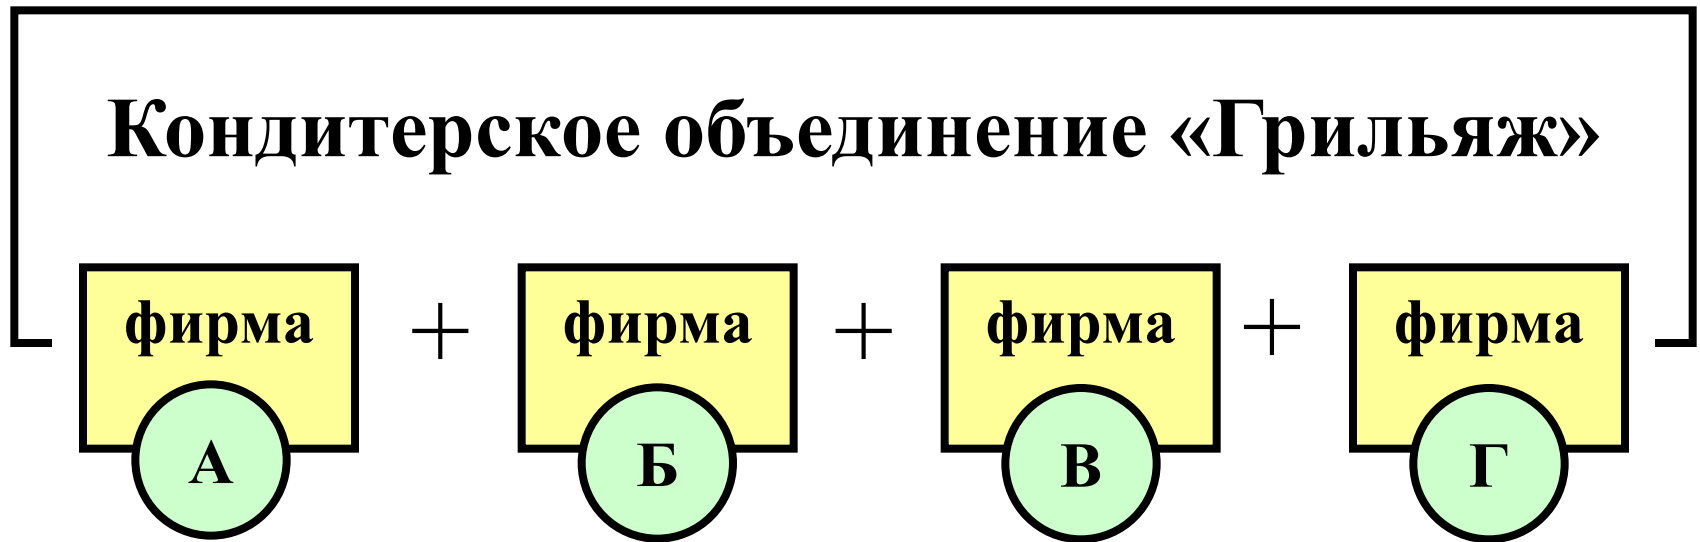 Кондитерское объединение «Грильяж»
фирма + фирма + фирма + фирма
А Б В Г